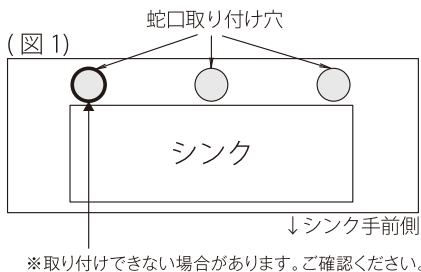 蛇口取り付け穴
(図1)
シンク
↓シンク手前側
※取り付けできない場合があります。ご確認ください。